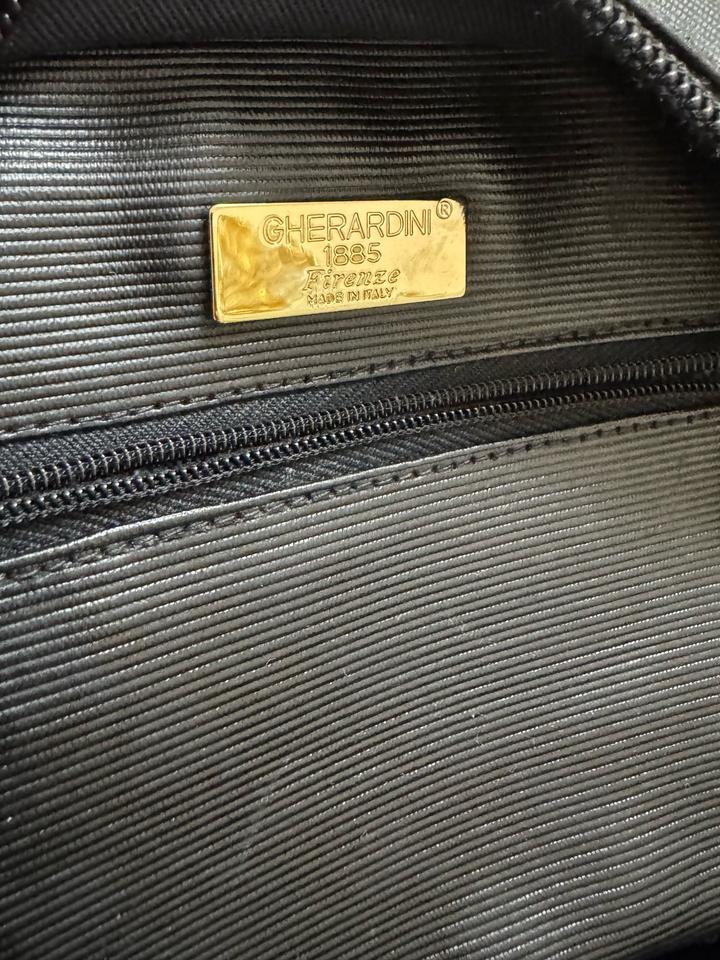 GHERARDINI®
1885
Firenze
MADE IN ITALY